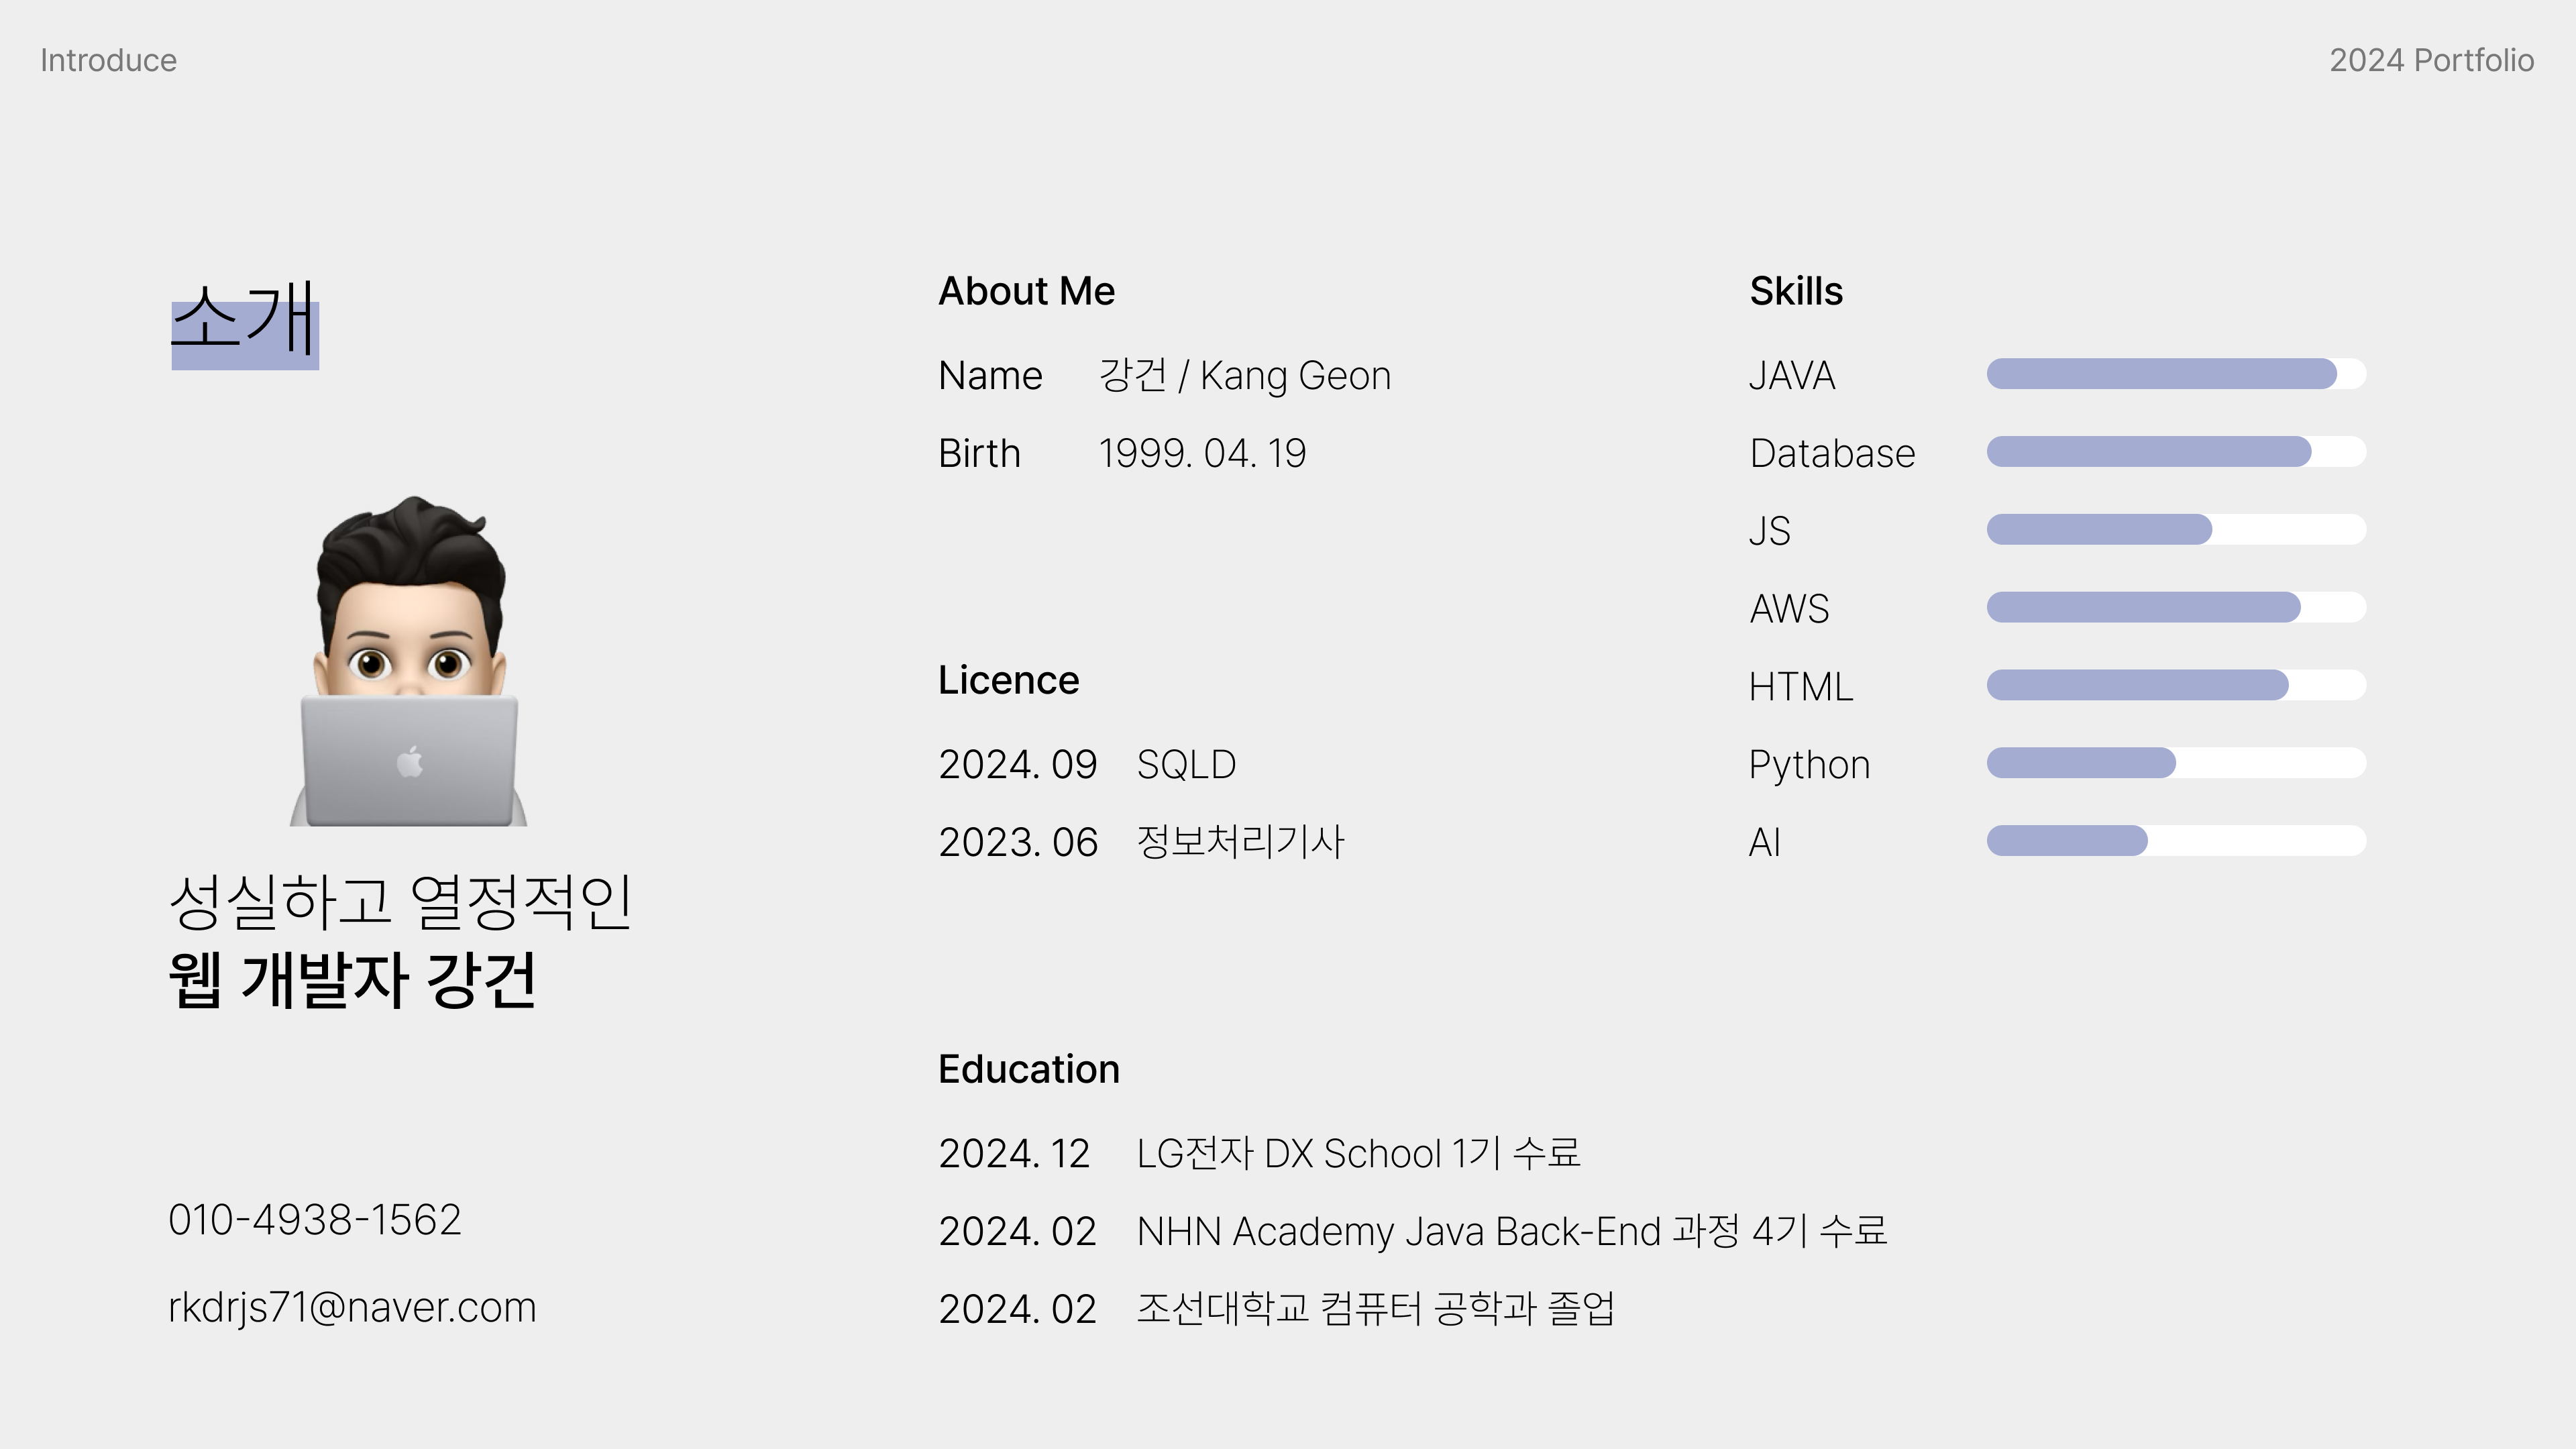 Introduce
2024 Portfolio
소개
성실하고 열정적인
웹 개발자 강건
010-4938-1562
rkdrjs71@naver.com
About Me
Name 강건 / Kang Geon
Birth 1999. 04. 19
Licence
2024. 09 SQLD
2023. 06 정보처리기사
Education
2024. 12 LG전자 DX School 1기 수료
2024. 02 NHN Academy Java Back-End 과정 4기 수료
2024. 02 조선대학교 컴퓨터 공학과 졸업
Skills
JAVA
Database
JS
AWS
HTML
Python
AI